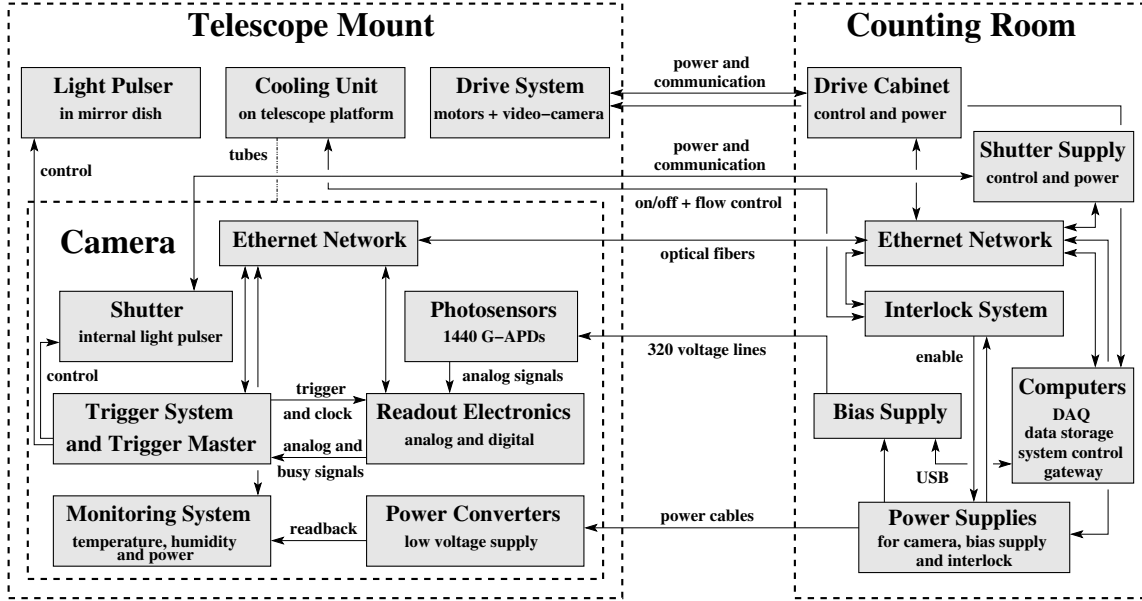 Telescope Mount
Counting Room
Light Pulser
in mirror dish
Cooling Unit
on telescope platform
Drive System
motors + video−camera
power and
communication
Drive Cabinet
control and power
Shutter Supply
control and power
control
tubes
power and
communication
on/off + flow control
Camera
Ethernet Network
optical fibers
Ethernet Network
Shutter
internal light pulser
Photosensors
1440 G−APDs
Interlock System
320 voltage lines
enable
control
analog signals
trigger
and clock
Trigger System
and Trigger Master
Readout Electronics
analog and digital
analog and
busy signals
Bias Supply
Computers
DAQ
data storage
system control
gateway
USB
Monitoring System
temperature, humidity
and power
readback
Power Converters
low voltage supply
power cables
Power Supplies
for camera, bias supply
and interlock